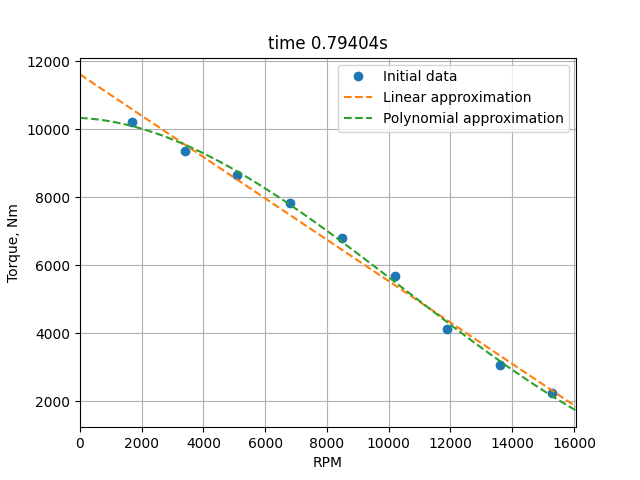 time 0.79404s
12000
10000
8000
6000
4000
2000
Torque, Nm
Initial data
Linear approximation
Polynomial approximation
0 2000 4000 6000 8000 10000 12000 14000 16000
RPM